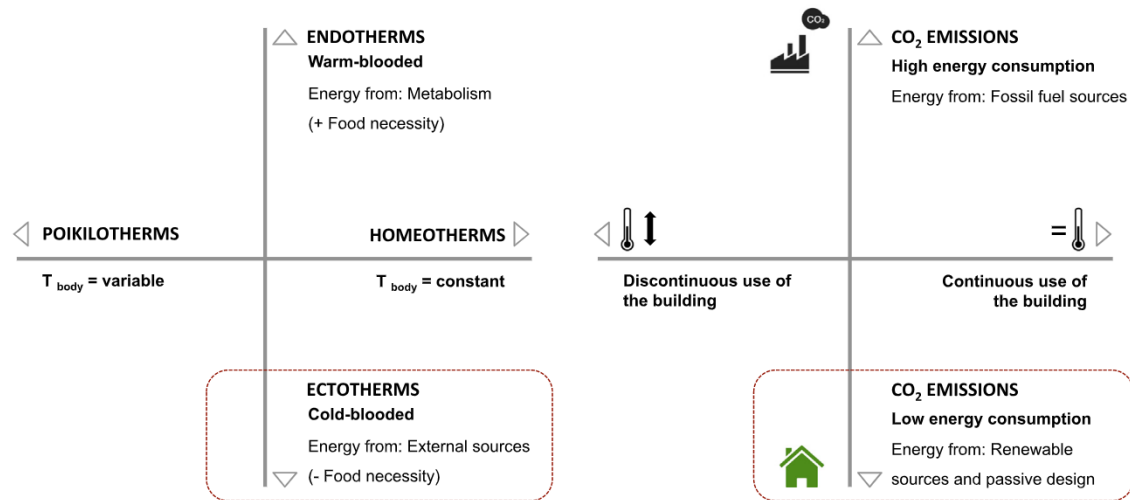 ENDOTHERMS
Warm-blooded
Energy from: Metabolism
(+ Food necessity)
POIKILOTHERMS
HOMEOTHERMS
T body = variable
T body = constant
ECTOTHERMS
Cold-blooded
Energy from: External sources
(- Food necessity)
CO₂
CO₂ EMISSIONS
High energy consumption
Energy from: Fossil fuel sources
=
Discontinuous use of
the building
Continuous use of
the building
CO₂ EMISSIONS
Low energy consumption
Energy from: Renewable
sources and passive design